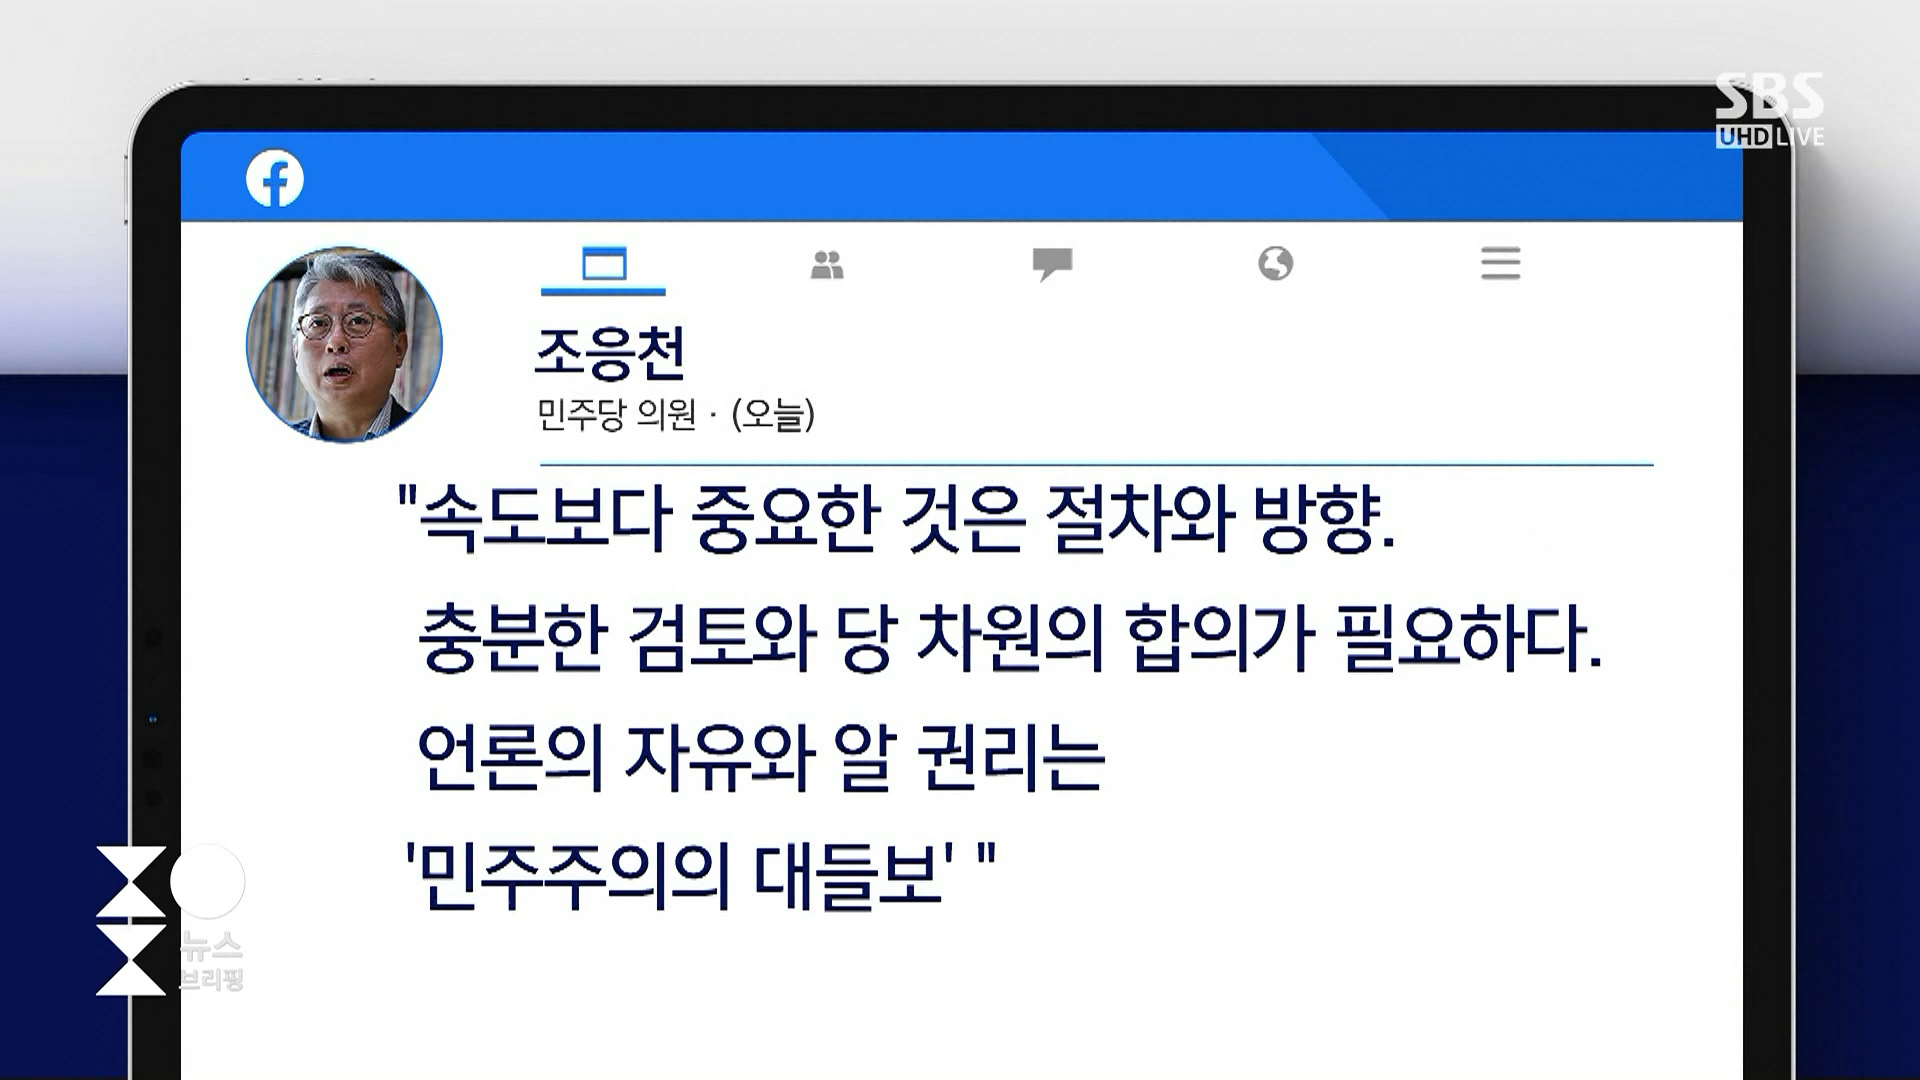 SBS
UHD LIVE
조응천
민주당 의원 · (오늘)
"속도보다 중요한 것은 절차와 방향.
충분한 검토와 당 차원의 합의가 필요하다.
언론의 자유와 알 권리는
'민주주의의 대들보' "
뉴스
브리핑